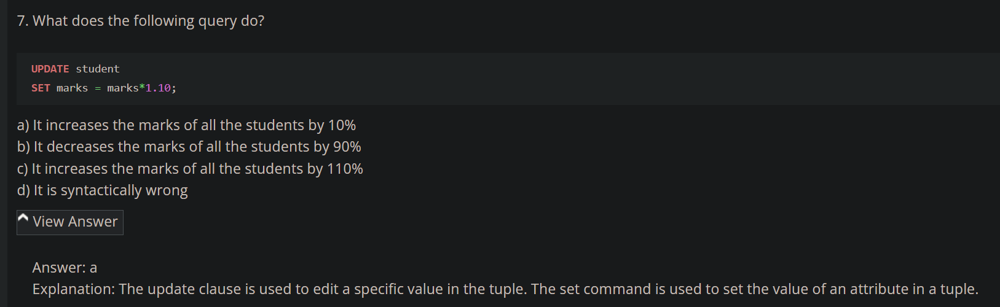 7. What does the following query do?
UPDATE student
SET marks = marks*1.10;
a) It increases the marks of all the students by 10%
b) It decreases the marks of all the students by 90%
c) It increases the marks of all the students by 110%
d) It is syntactically wrong
View Answer
Answer: a
Explanation: The update clause is used to edit a specific value in the tuple. The set command is used to set the value of an attribute in a tuple.